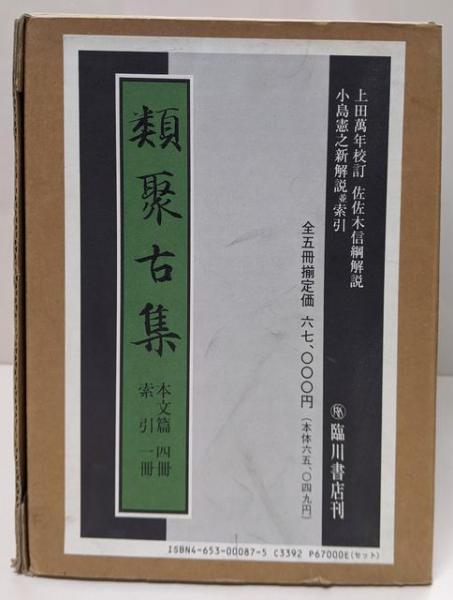 上田萬年校訂 佐佐木信綱解説
小島憲之新解説並索引
全五冊揃定価 六七、〇〇〇円(本体六五、〇四九円)
臨川書店刊
類聚古集
本文篇 四冊
索引 一冊
ISBN4-653-00087-5 C3392 P67000E(セット)